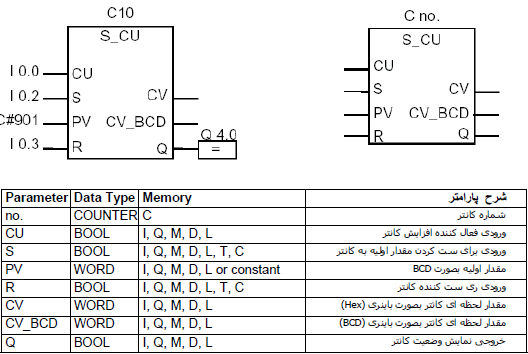 C10
C no.
S_CU
S_CU
I 0.0
CU
CU
I 0.2
S
CV
S
CV
C#901
PV
CV_BCD
PV
CV_BCD
Q 4.0
I 0.3
R
Q
=
R
Q
Parameter Data Type Memory شرح پارامتر
no. COUNTER C شماره کانتر
CU BOOL I, Q, M, D, L ورودی فعال کننده افزایش کانتر
S BOOL I, Q, M, D, L, T, C ورودی برای ست کردن مقدار اولیه به کانتر
PV WORD I, Q, M, D, L or constant مقدار اولیه بصورت BCD
R BOOL I, Q, M, D, L, T, C ورودی ری ست کننده کانتر
CV WORD I, Q, M, D, L مقدار لحظه ای کانتر بصورت باینری (Hex)
CV_BCD WORD I, Q, M, D, L مقدار لحظه ای کانتر بصورت باینری (BCD)
Q BOOL I, Q, M, D, L خروجی نمایش وضعیت کانتر